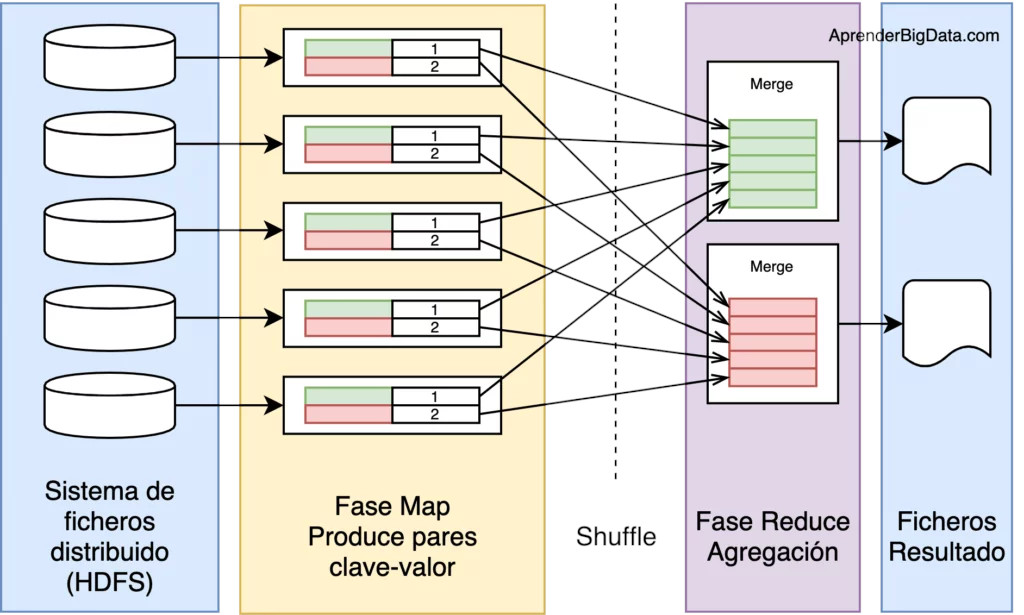 AprenderBigData.com
1
2
1
2
1
2
1
2
1
2
Merge
Merge
Sistema de
ficheros
distribuido
(HDFS)
Fase Map
Produce pares
clave-valor
Shuffle
Fase Reduce
Agregación
Ficheros
Resultado